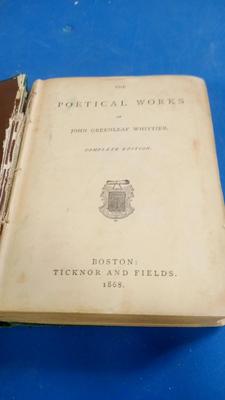 THE
POETICAL WORKS
OF
JOHN GREENLEAF WHITTIER.
COMPLETE EDITION.
BOSTON:
TICKNOR AND FIELDS.
1868.